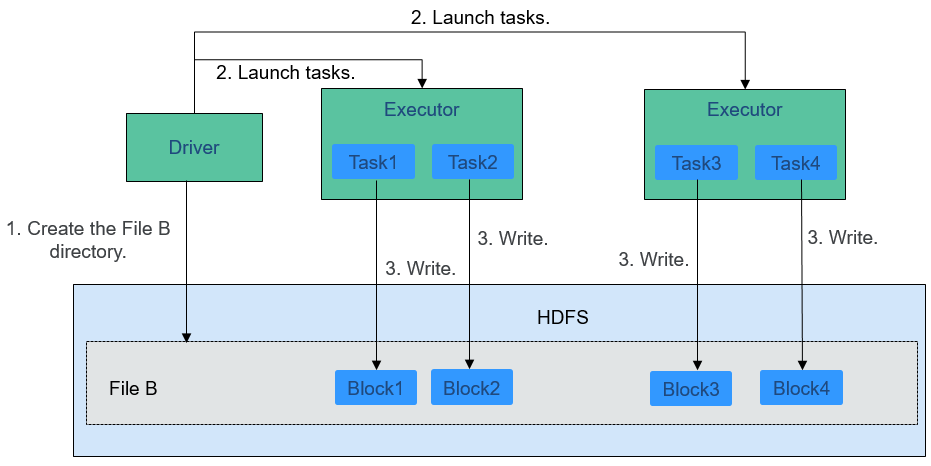 2. Launch tasks.
2. Launch tasks.
Executor
Executor
Driver
Task1
Task2
Task3
Task4
1. Create the File B
directory.
3. Write.
3. Write.
3. Write.
3. Write.
HDFS
File B
Block1
Block2
Block3
Block4